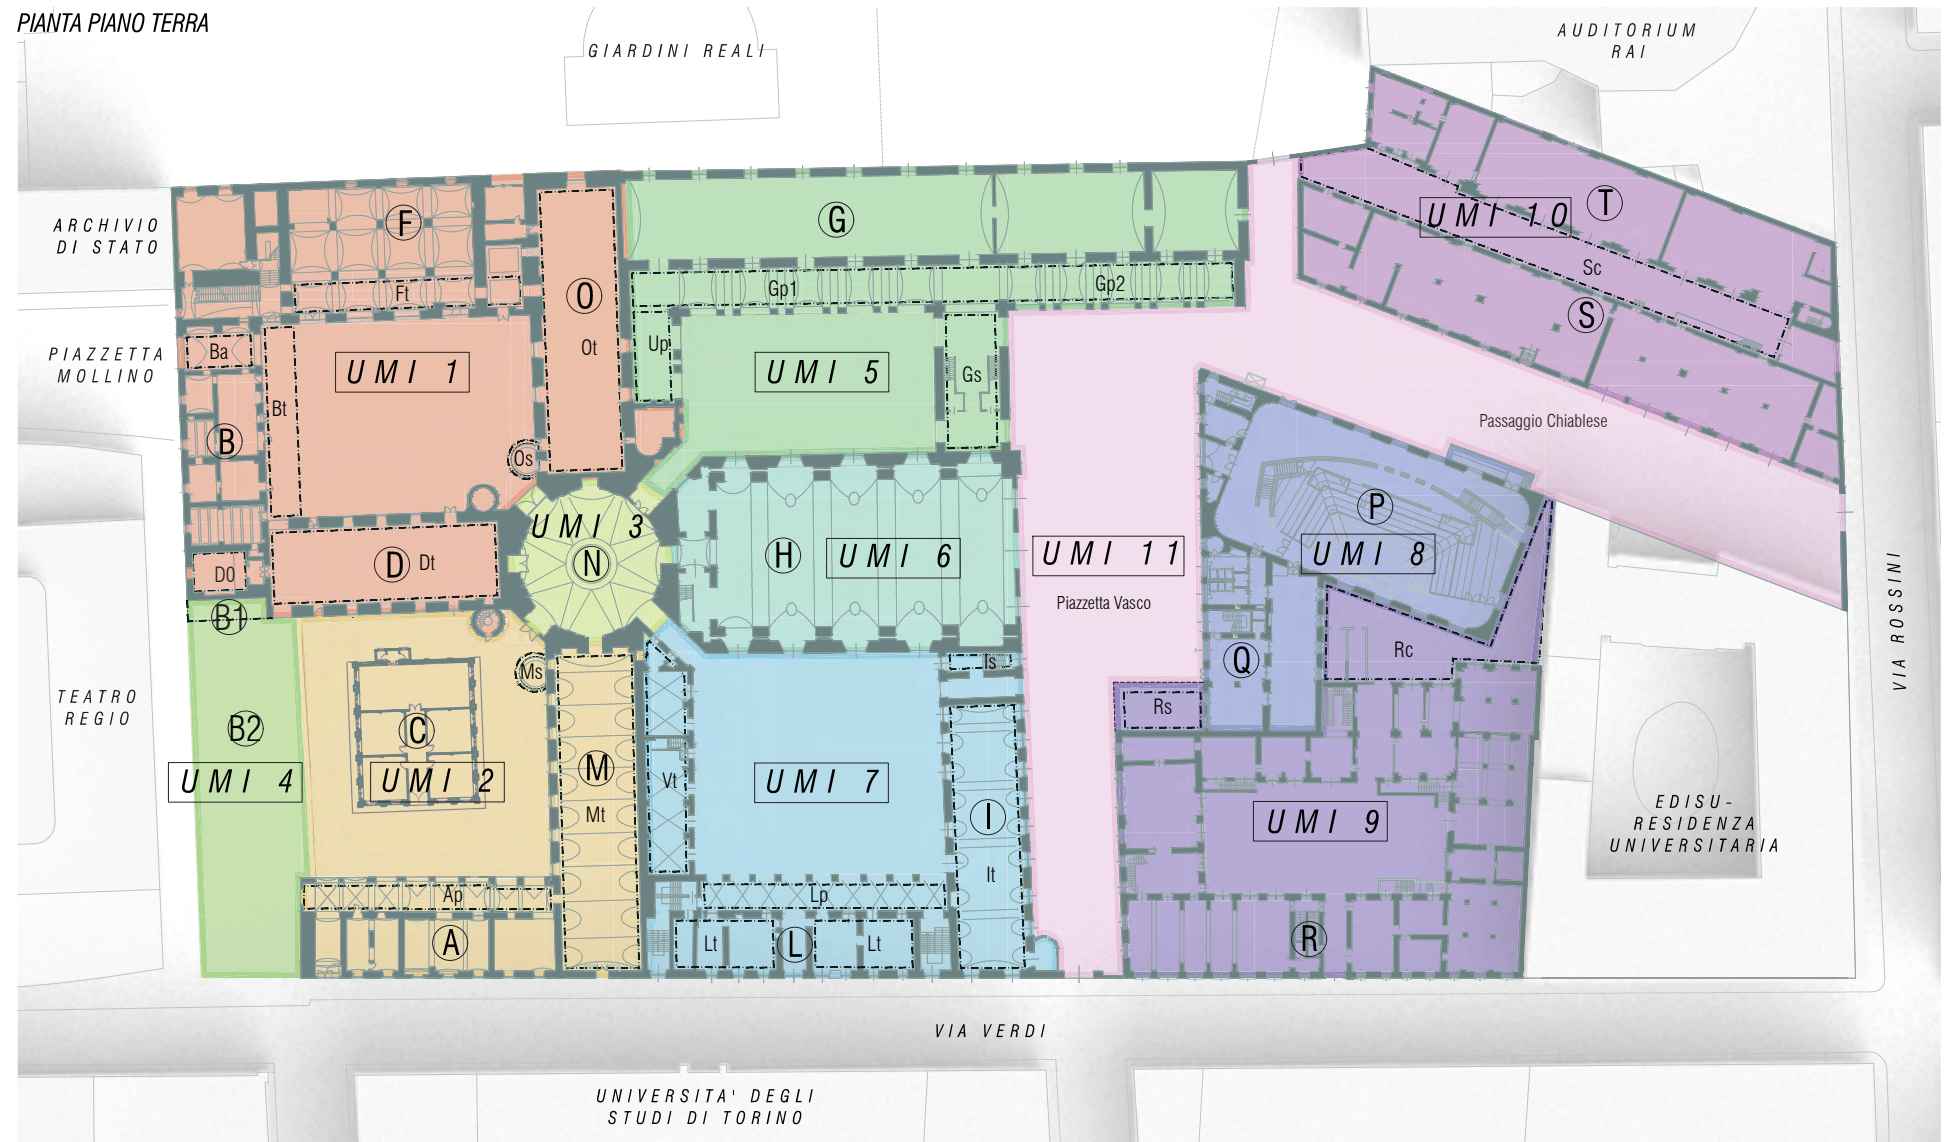 PIANTA PIANO TERRA
GIARDINI REALI
AUDITORIUM
RAI
ARCHIVIO
DI STATO
F
Ft
O
Ot
G
Gp1
Gp2
T
UMI 10
Sc
S
PIAZZETTA
MOLLINO
Ba
UMI 1
Bt
B
Up
UMI 5
Gs
Os
Passaggio Chiablese
UMI 3
N
D
Dt
D0
H
UMI 6
UMI 11
Piazzetta Vasco
P
UMI 8
B1
Ms
Is
Q
Rc
Rs
VIA ROSSINI
TEATRO
REGIO
B2
C
UMI 4
UMI 2
M
Mt
Vt
UMI 7
I
It
UMI 9
EDISU-
RESIDENZA
UNIVERSITARIA
Ap
A
Lp
Lt
L
Lt
R
VIA VERDI
UNIVERSITA' DEGLI
STUDI DI TORINO